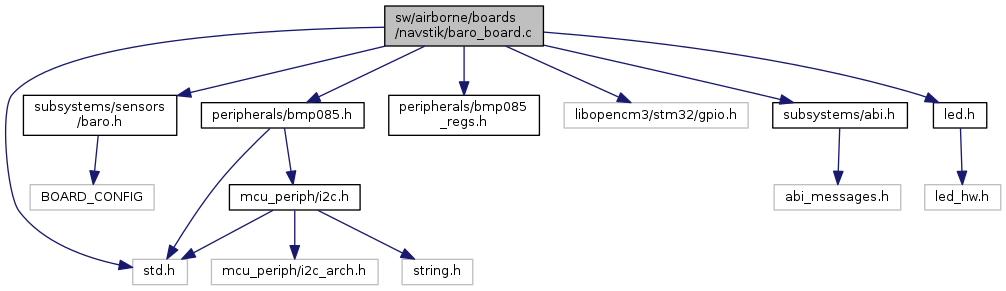 sw/airborne/boards
/navstik/baro_board.c
subsystems/sensors
/baro.h
peripherals/bmp085.h
peripherals/bmp085
_regs.h
libopencm3/stm32/gpio.h
subsystems/abi.h
led.h
BOARD_CONFIG
mcu_periph/i2c.h
abi_messages.h
led_hw.h
std.h
mcu_periph/i2c_arch.h
string.h